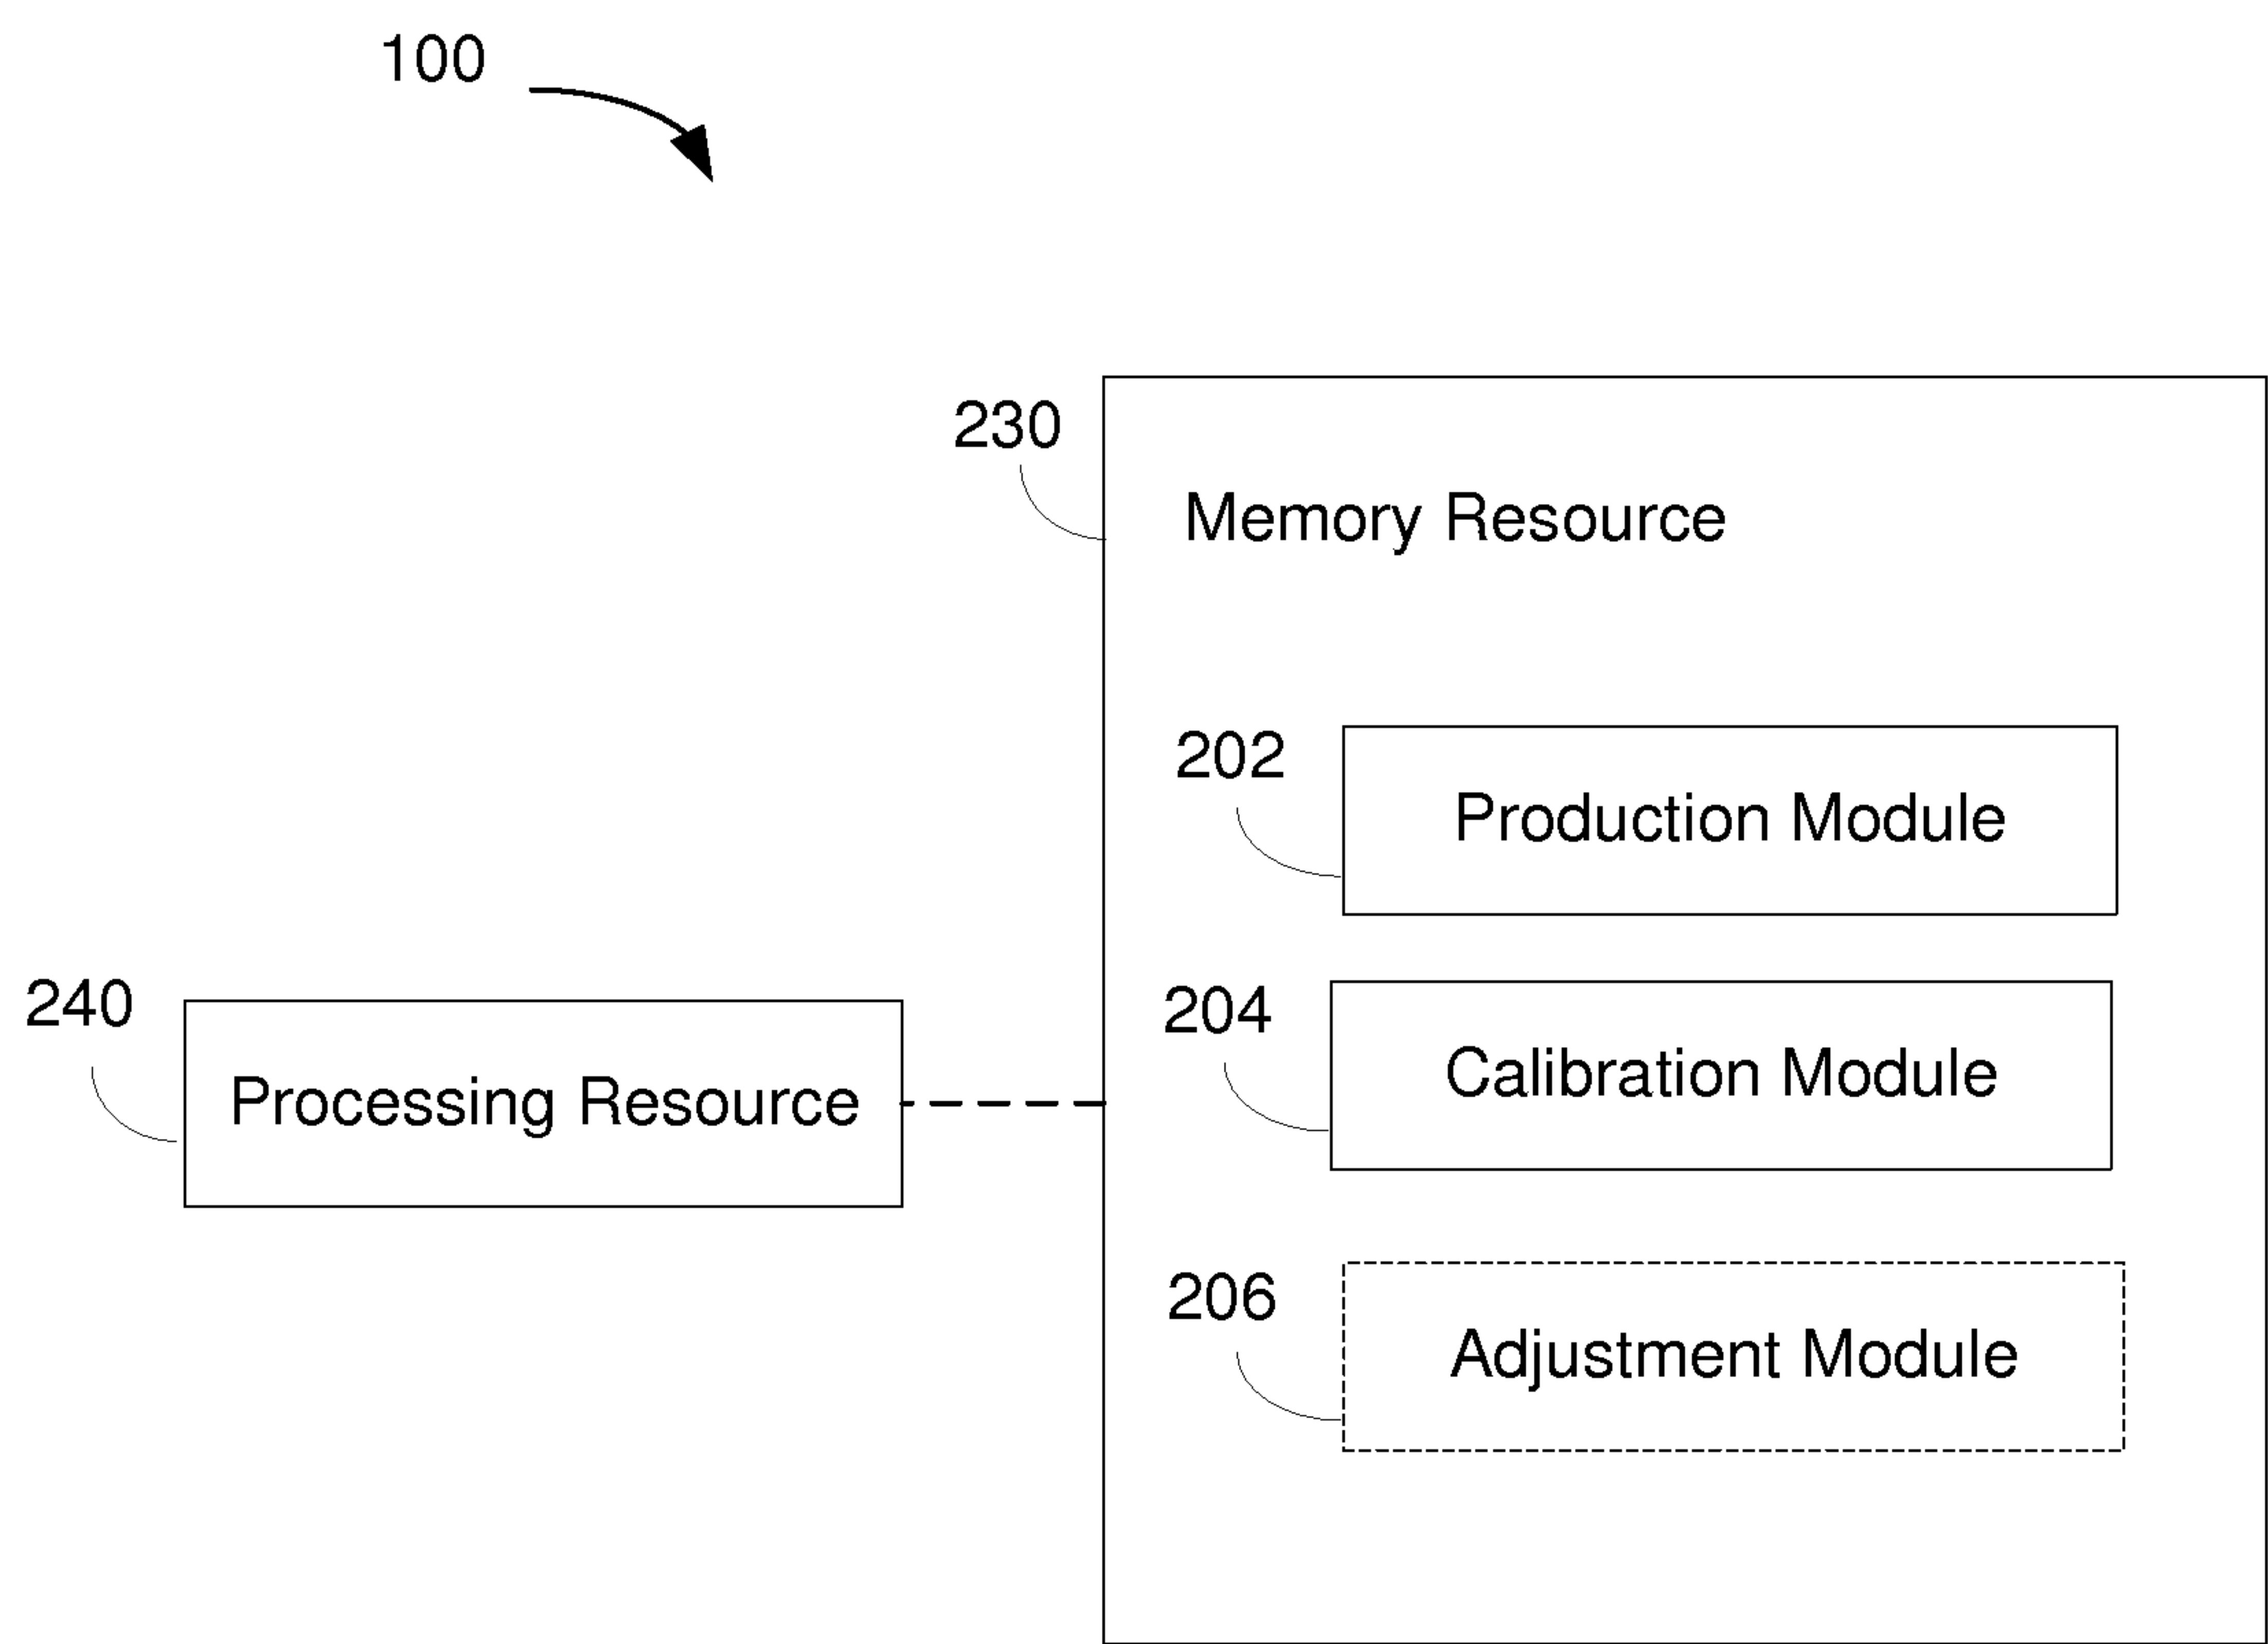 100
230
Memory Resource
202
Production Module
240
Processing Resource
204
Calibration Module
206
Adjustment Module